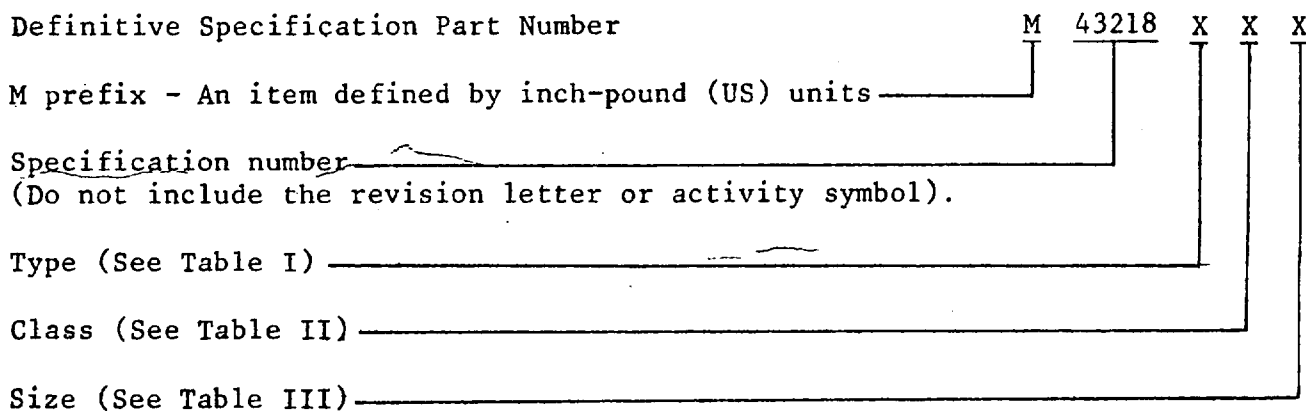 Definitive Specification Part Number M 43218 X X X
M prefix - An item defined by inch-pound (US) units
Specification number
(Do not include the revision letter or activity symbol).
Type (See Table I)
Class (See Table II)
Size (See Table III)